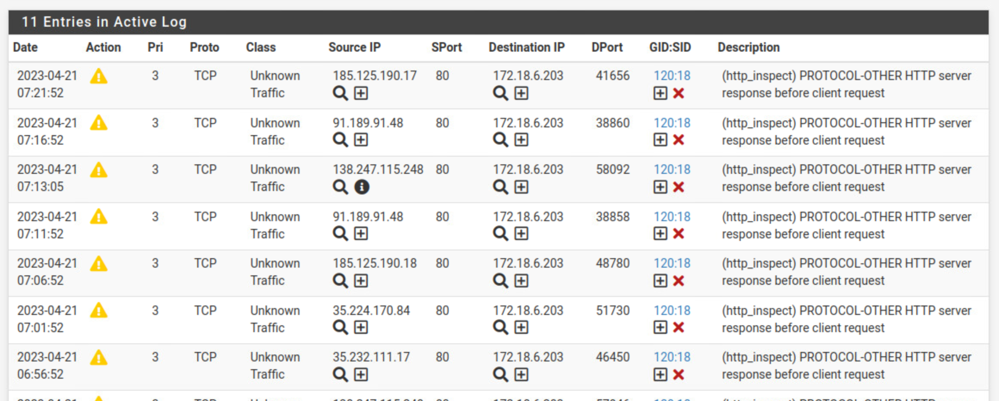 11 Entries in Active Log
Date Action Pri Proto Class Source IP SPort Destination IP DPort GID:SID Description
2023-04-21 3 TCP Unknown 185.125.190.17 80 172.18.6.203 41656 120:18 (http_inspect) PROTOCOL-OTHER HTTP server
07:21:52 Traffic response before client request
2023-04-21 3 TCP Unknown 91.189.91.48 80 172.18.6.203 38860 120:18 (http_inspect) PROTOCOL-OTHER HTTP server
07:16:52 Traffic response before client request
2023-04-21 3 TCP Unknown 138.247.115.248 80 172.18.6.203 58092 120:18 (http_inspect) PROTOCOL-OTHER HTTP server
07:13:05 Traffic response before client request
2023-04-21 3 TCP Unknown 91.189.91.48 80 172.18.6.203 38858 120:18 (http_inspect) PROTOCOL-OTHER HTTP server
07:11:52 Traffic response before client request
2023-04-21 3 TCP Unknown 185.125.190.18 80 172.18.6.203 48780 120:18 (http_inspect) PROTOCOL-OTHER HTTP server
07:06:52 Traffic response before client request
2023-04-21 3 TCP Unknown 35.224.170.84 80 172.18.6.203 51730 120:18 (http_inspect) PROTOCOL-OTHER HTTP server
07:01:52 Traffic response before client request
2023-04-21 3 TCP Unknown 35.232.111.17 80 172.18.6.203 46450 120:18 (http_inspect) PROTOCOL-OTHER HTTP server
06:56:52 Traffic response before client request